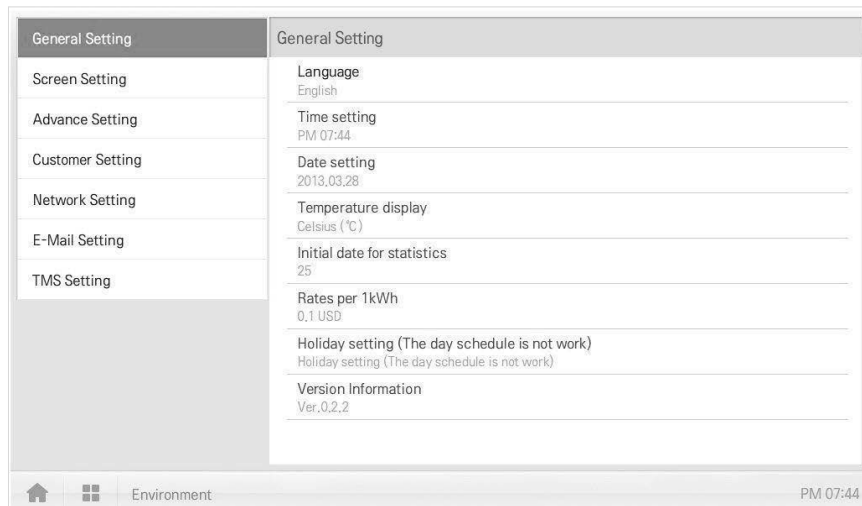 General Setting
Screen Setting
Advance Setting
Customer Setting
Network Setting
E-Mail Setting
TMS Setting
General Setting
Language
English
Time setting
PM 07:44
Date setting
2013.03.28
Temperature display
Celsius (℃)
Initial date for statistics
25
Rates per 1kWh
0.1 USD
Holiday setting (The day schedule is not work)
Holiday setting (The day schedule is not work)
Version Information
Ver.0.2.2
Environment
PM 07:44